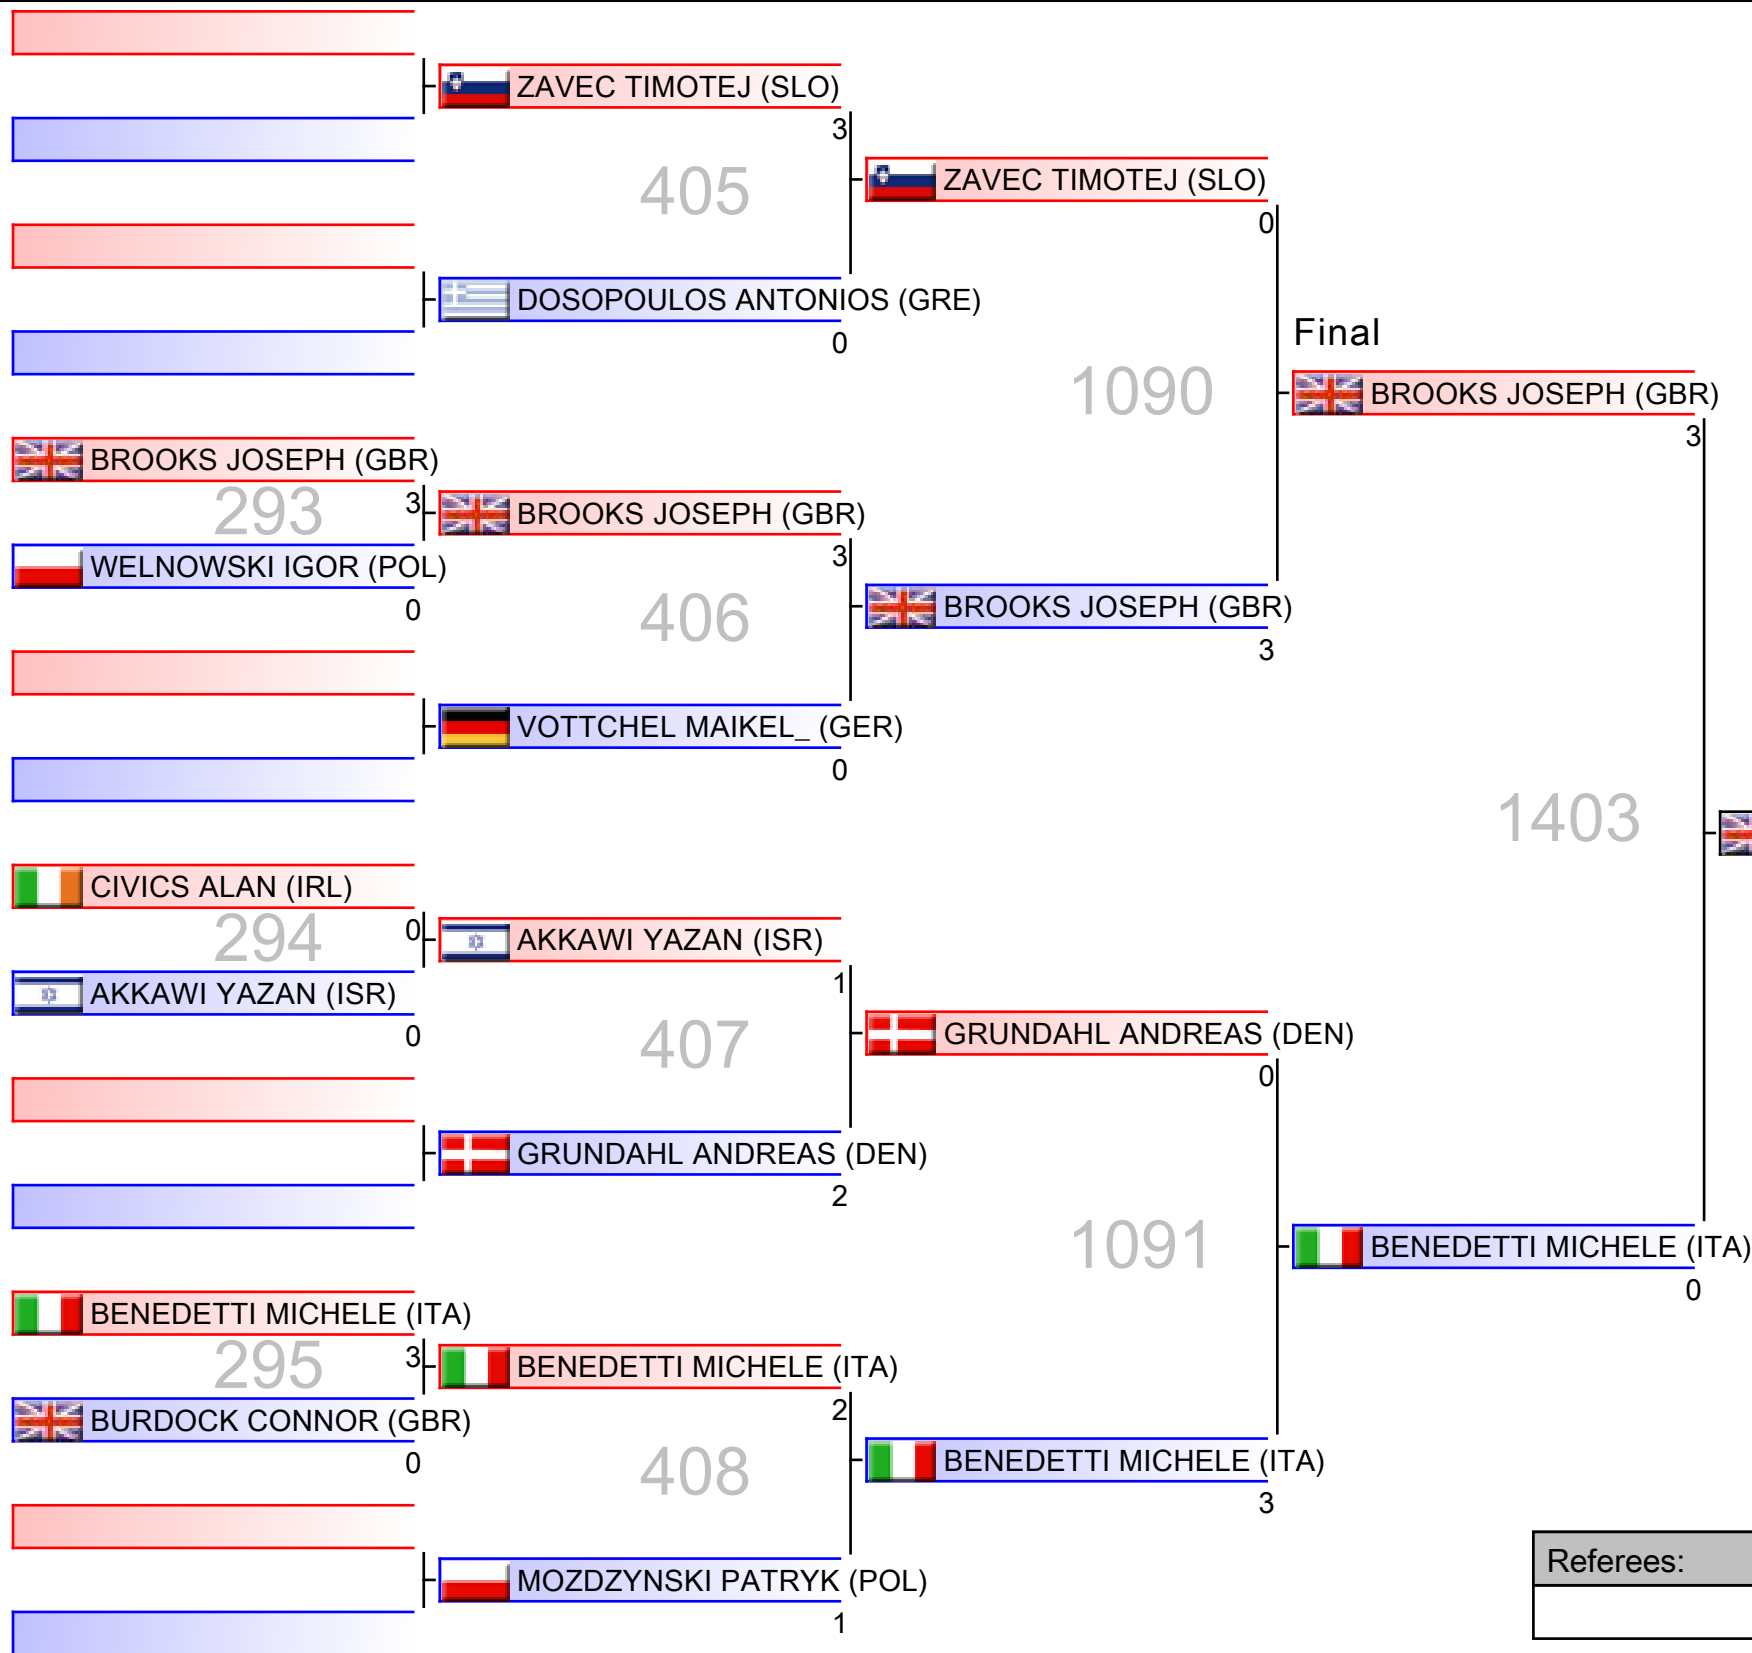 ZAVEC TIMOTEJ (SLO)
3
405
ZAVEC TIMOTEJ (SLO)
0
DOSOPOULOS ANTONIOS (GRE)
0
Final
1090
BROOKS JOSEPH (GBR)
3
BROOKS JOSEPH (GBR)
293
3
BROOKS JOSEPH (GBR)
3
WELNOWSKI IGOR (POL)
0
406
BROOKS JOSEPH (GBR)
3
VOTTCHEL MAIKEL_ (GER)
0
1403
CIVICS ALAN (IRL)
294
0
AKKAWI YAZAN (ISR)
1
AKKAWI YAZAN (ISR)
0
407
GRUNDAHL ANDREAS (DEN)
0
GRUNDAHL ANDREAS (DEN)
2
1091
BENEDETTI MICHELE (ITA)
0
BENEDETTI MICHELE (ITA)
295
3
BENEDETTI MICHELE (ITA)
2
BURDOCK CONNOR (GBR)
0
408
BENEDETTI MICHELE (ITA)
3
MOZDZYNSKI PATRYK (POL)
1
Referees: